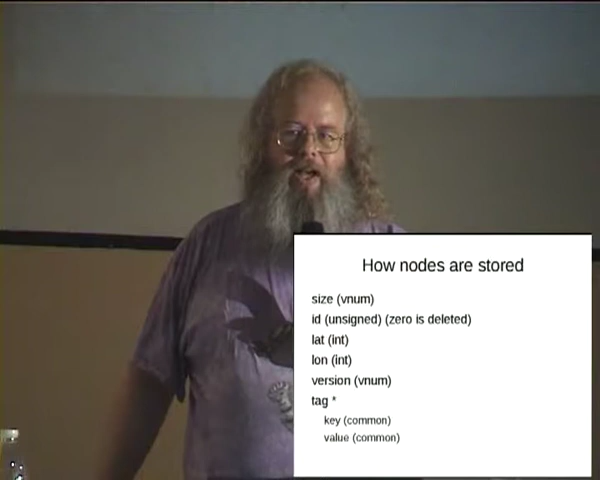 How nodes are stored
size (vnum)
id (unsigned) (zero is deleted)
lat (int)
lon (int)
version (vnum)
tag *
key (common)
value (common)